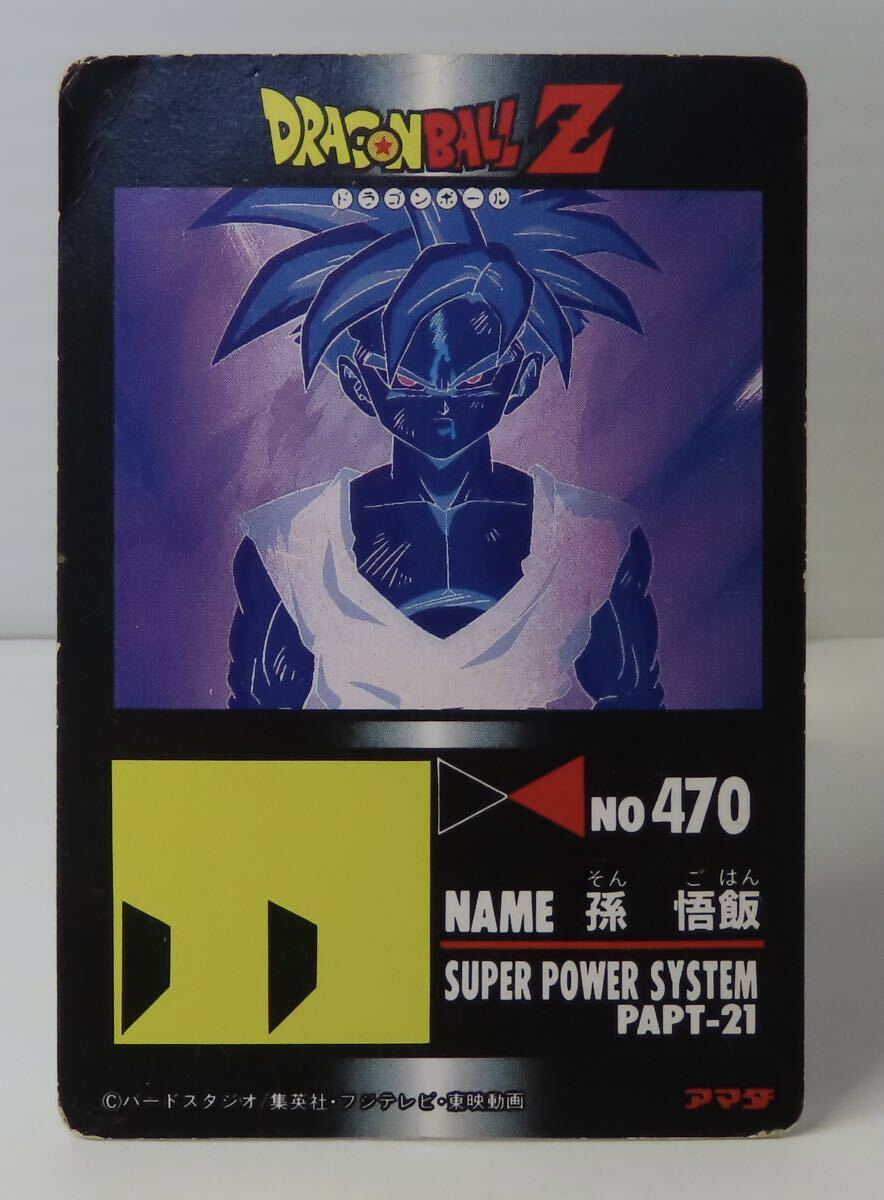 DRAGONBALL Z
ドラゴンボール
NO 470
そん ご はん
NAME 孫 悟飯
SUPER POWER SYSTEM
PAPT-21
©バードスタジオ/集英社・フジテレビ・東映動画
アマダ